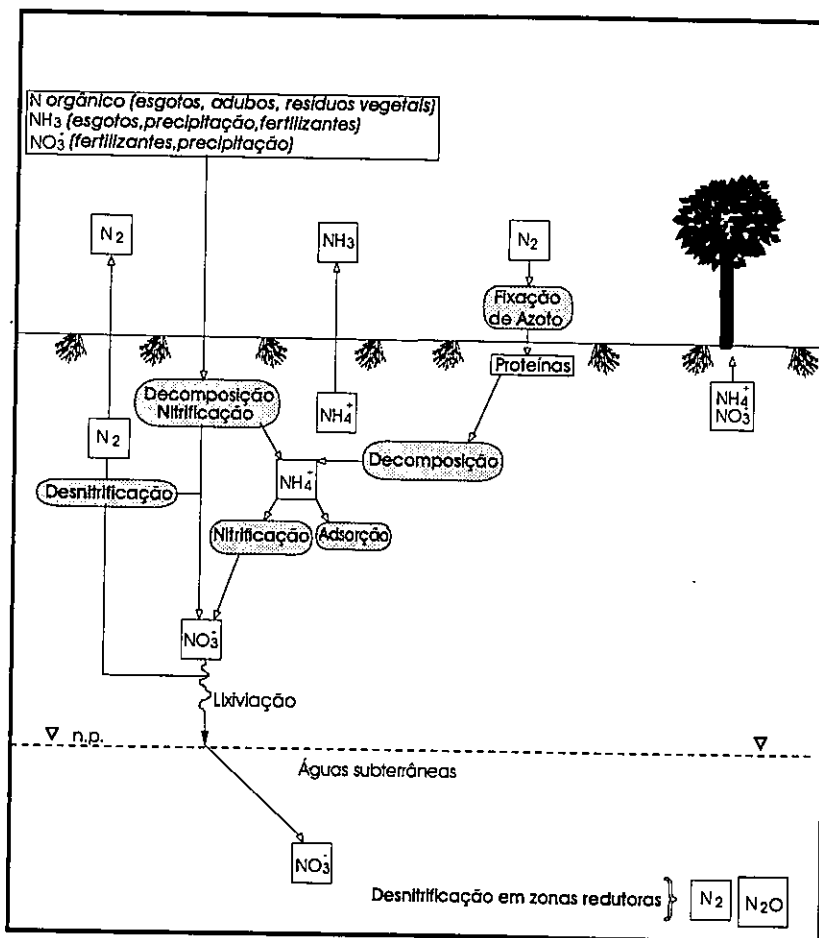 N orgânico (esgotos, adubos, resíduos vegetais)
NH3 (esgotos,precipitação,fertilizantes)
NO3- (fertilizantes,precipitação)
N2
NH3
N2
Fixação
de Azoto
Proteínas
Decomposição
Nitrificação
NH4+
NH4+
NO3-
N2
Decomposição
Desnitrificação
NH4+
Nitrificação
Adsorção
NO3-
Lixiviação
n.p.
Águas subterrâneas
NO3-
Desnitrificação em zonas redutoras
N2
N2O